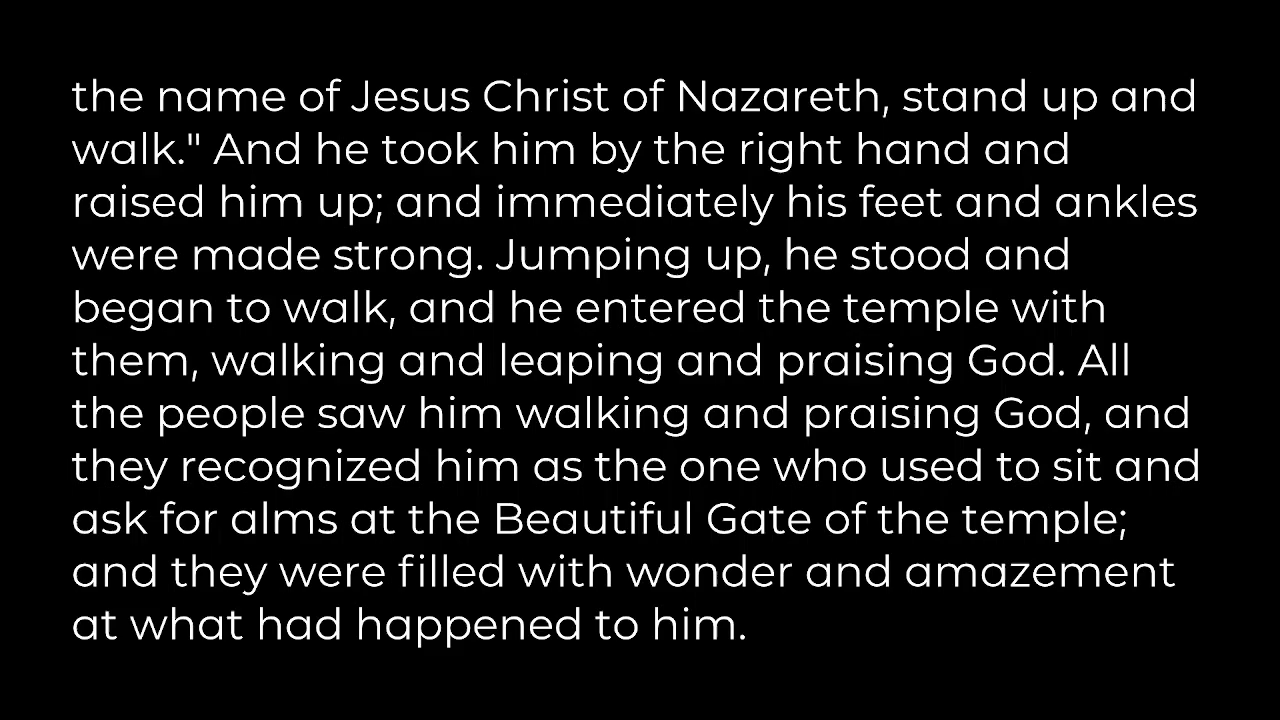 the name of Jesus Christ of Nazareth, stand up and
walk." And he took him by the right hand and
raised him up; and immediately his feet and ankles
were made strong. Jumping up, he stood and
began to walk, and he entered the temple with
them, walking and leaping and praising God. All
the people saw him walking and praising God, and
they recognized him as the one who used to sit and
ask for alms at the Beautiful Gate of the temple;
and they were filled with wonder and amazement
at what had happened to him.